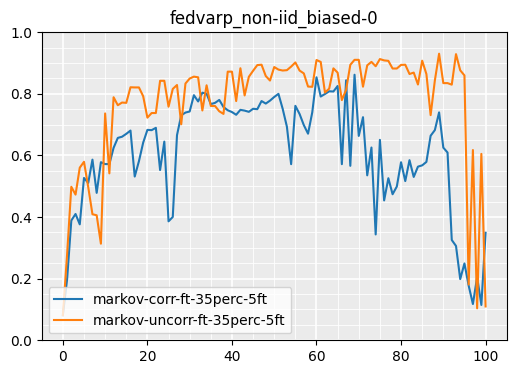 fedvarp_non-iid_biased-0
1.0
0.8
0.6
0.4
0.2
0.0
markov-corr-ft-35perc-5ft
markov-uncorr-ft-35perc-5ft
0 20 40 60 80 100